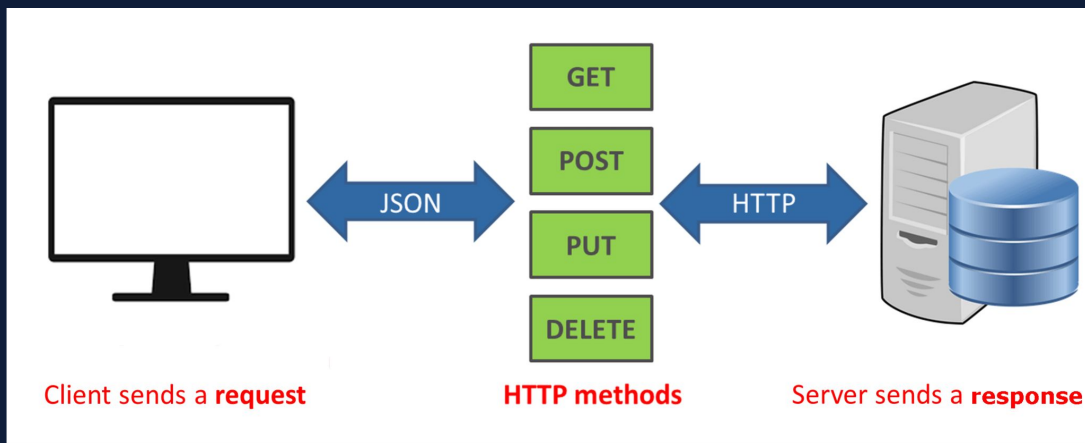 GET
POST
JSON
HTTP
PUT
DELETE
Client sends a request
HTTP methods
Server sends a response